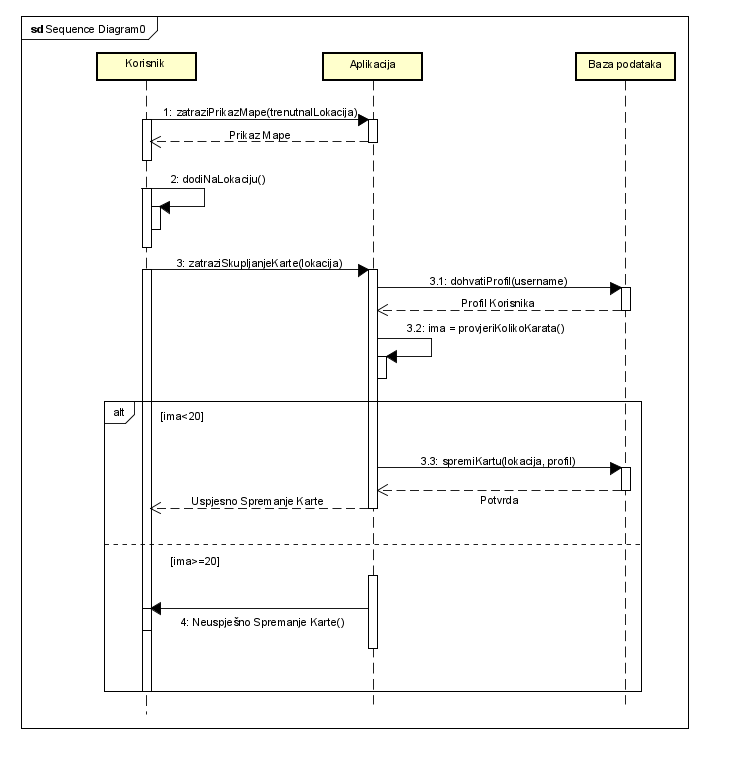 sd Sequence Diagram0
Korisnik
Aplikacija
Baza podataka
1: zatraziPrikazMape(trenutnaLokacija)
Prikaz Mape
2: dodiNaLokaciju()
3: zatraziSkupljanjeKarte(lokacija)
3.1: dohvatiProfil(username)
Profil Korisnika
3.2: ima = provjeriKolikoKarata()
alt
[ima<20]
3.3: spremiKartu(lokacija, profil)
Uspjesno Spremanje Karte
Potvrda
[ima>=20]
4: Neuspješno Spremanje Karte()